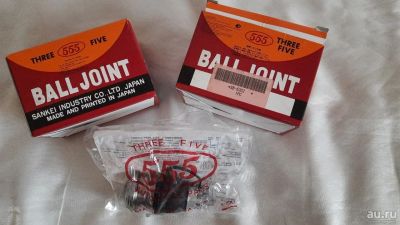 THREE 555 FIVE
BALL JOINT
SANKEI INDUSTRY CO., LTD. JAPAN
MADE AND PRINTED IN JAPAN
THREE 555 FIVE
BALL JOINT
THREE FIVE
555
au.ru